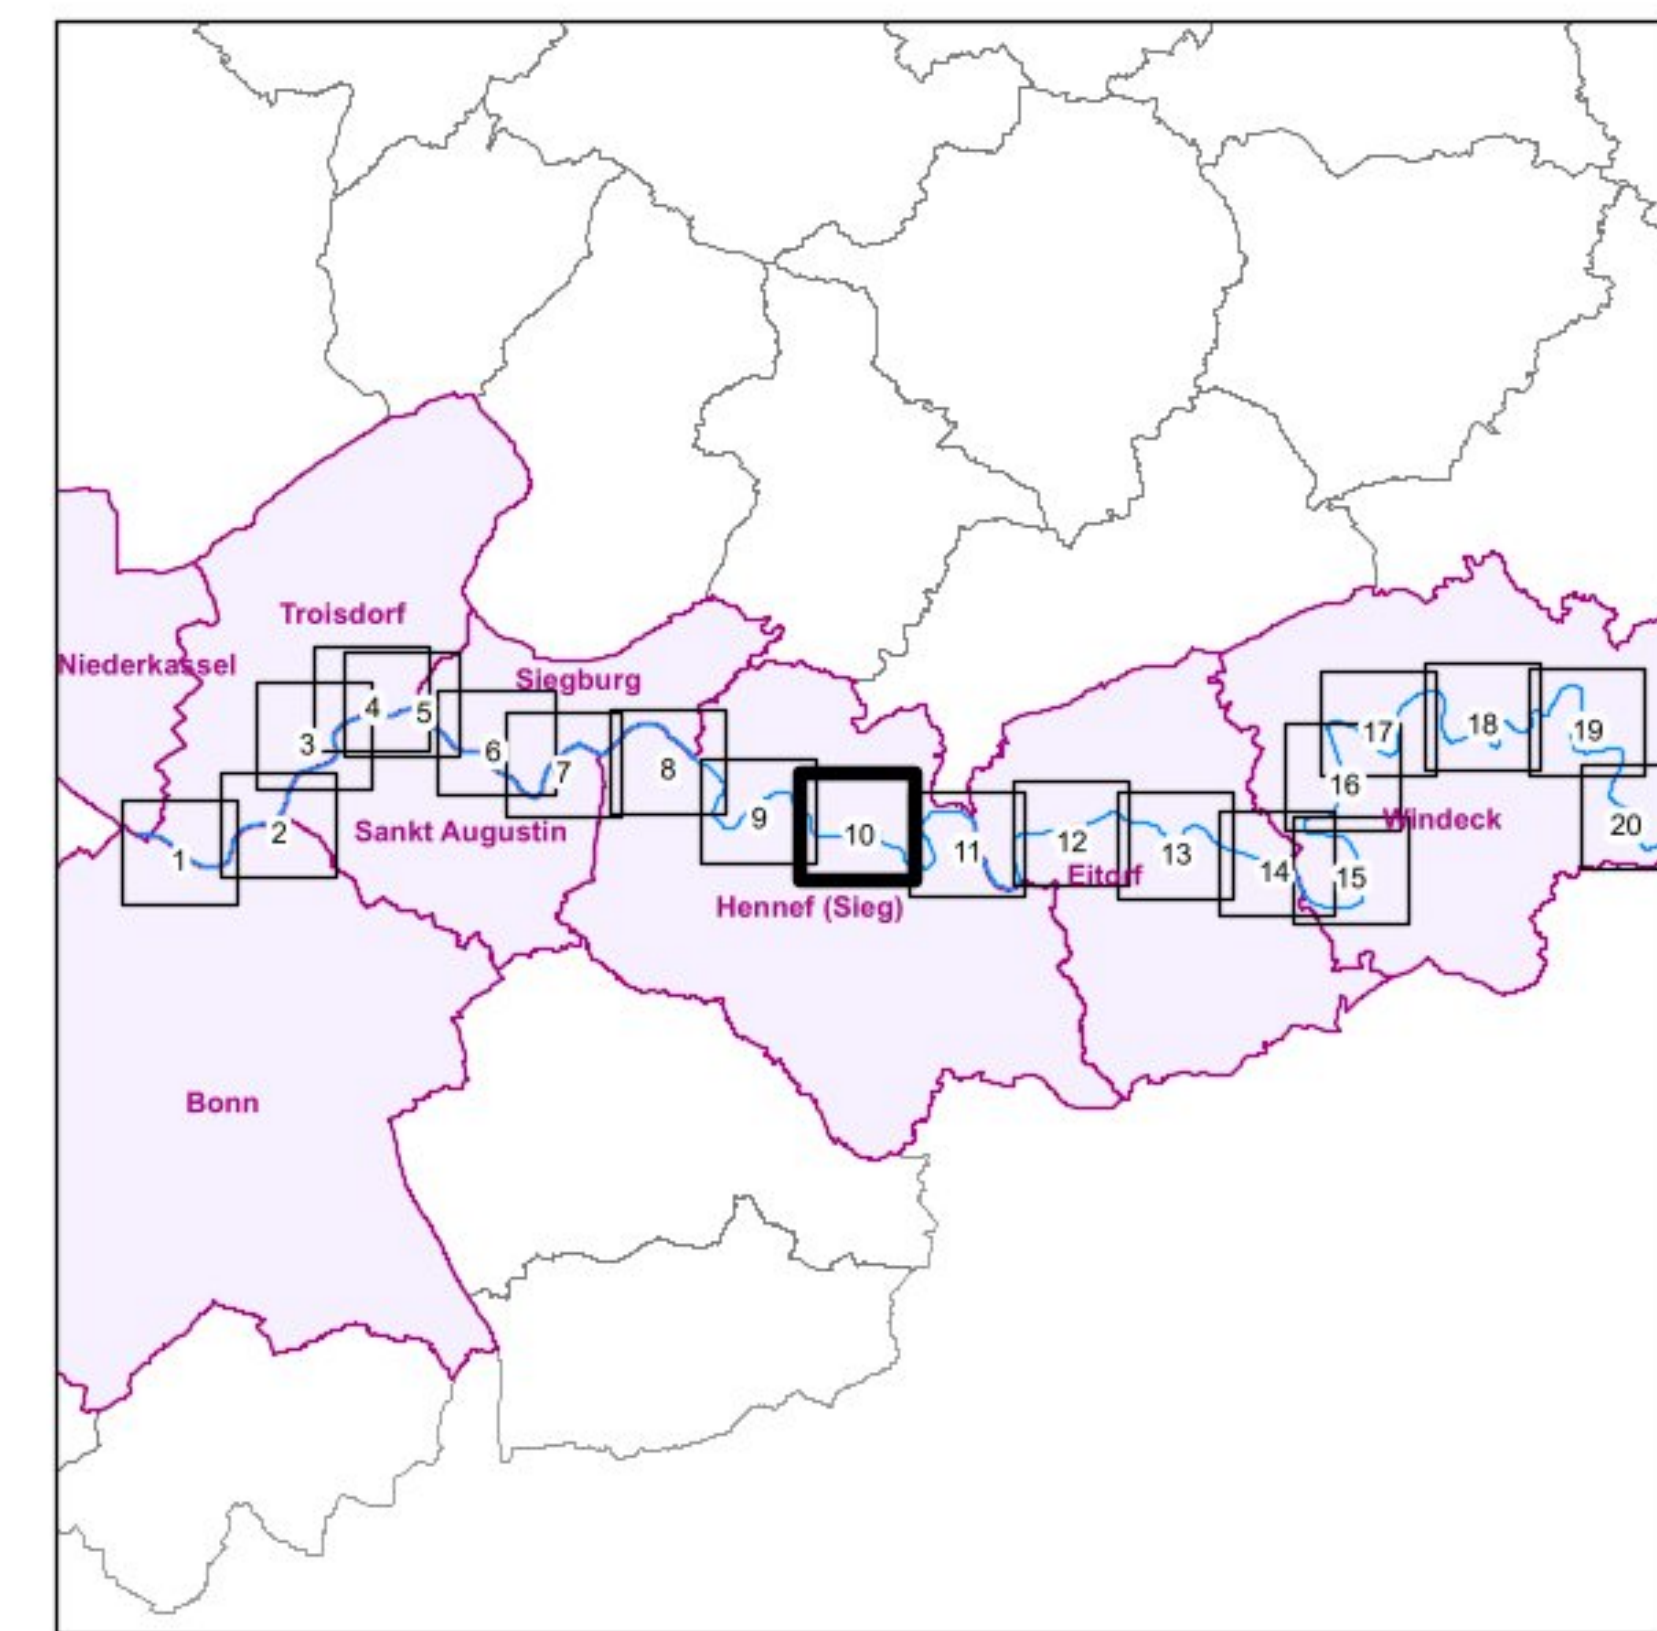 Troisdorf
Niederkassel
Siegburg
4
5
3
6
7
8
17
18
19
16
1
2
Sankt Augustin
9
10
11
12
13
Windeck
20
14
15
Eitorf
Hennef (Sieg)
Bonn